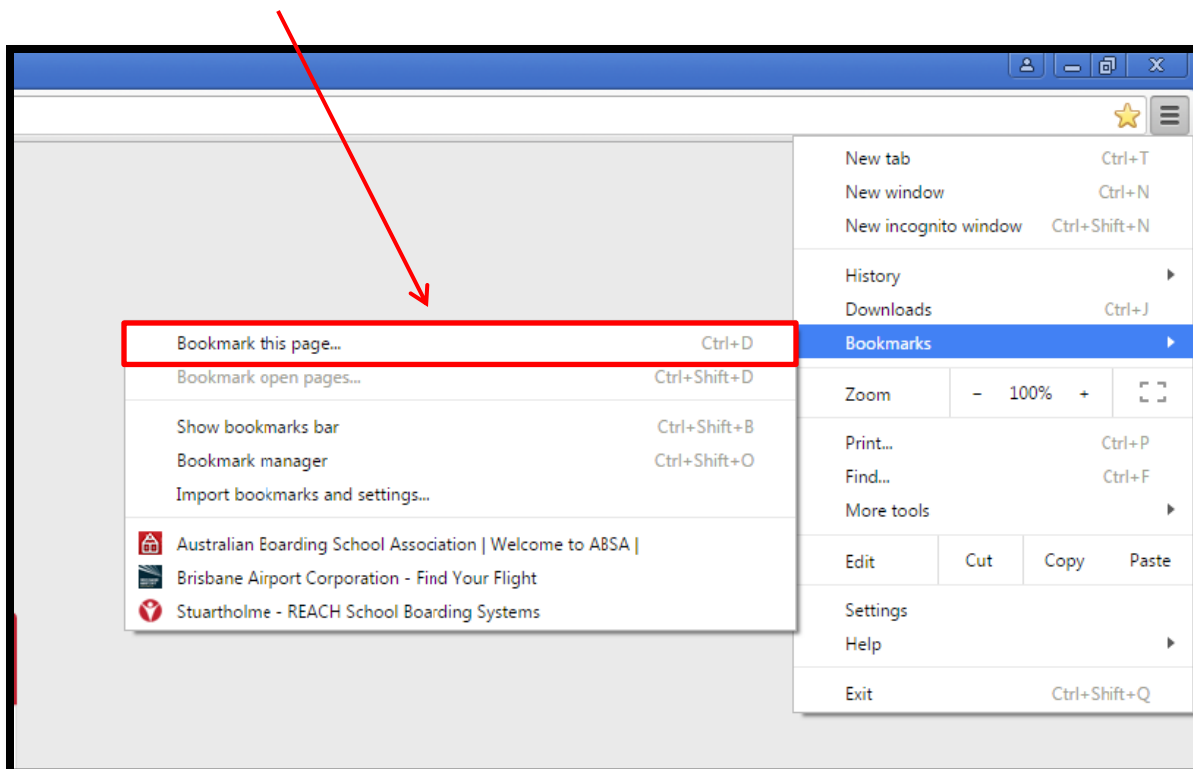 New tab Ctrl+T
New window Ctrl+N
New incognito window Ctrl+Shift+N
History
Downloads Ctrl+J
Bookmarks
Zoom - 100% +
Print... Ctrl+P
Find... Ctrl+F
More tools
Edit Cut Copy Paste
Settings
Help
Exit Ctrl+Shift+Q
Bookmark this page... Ctrl+D
Bookmark open pages... Ctrl+Shift+D
Show bookmarks bar Ctrl+Shift+B
Bookmark manager Ctrl+Shift+O
Import bookmarks and settings...
Australian Boarding School Association | Welcome to ABSA |
Brisbane Airport Corporation - Find Your Flight
Stuartholme - REACH School Boarding Systems